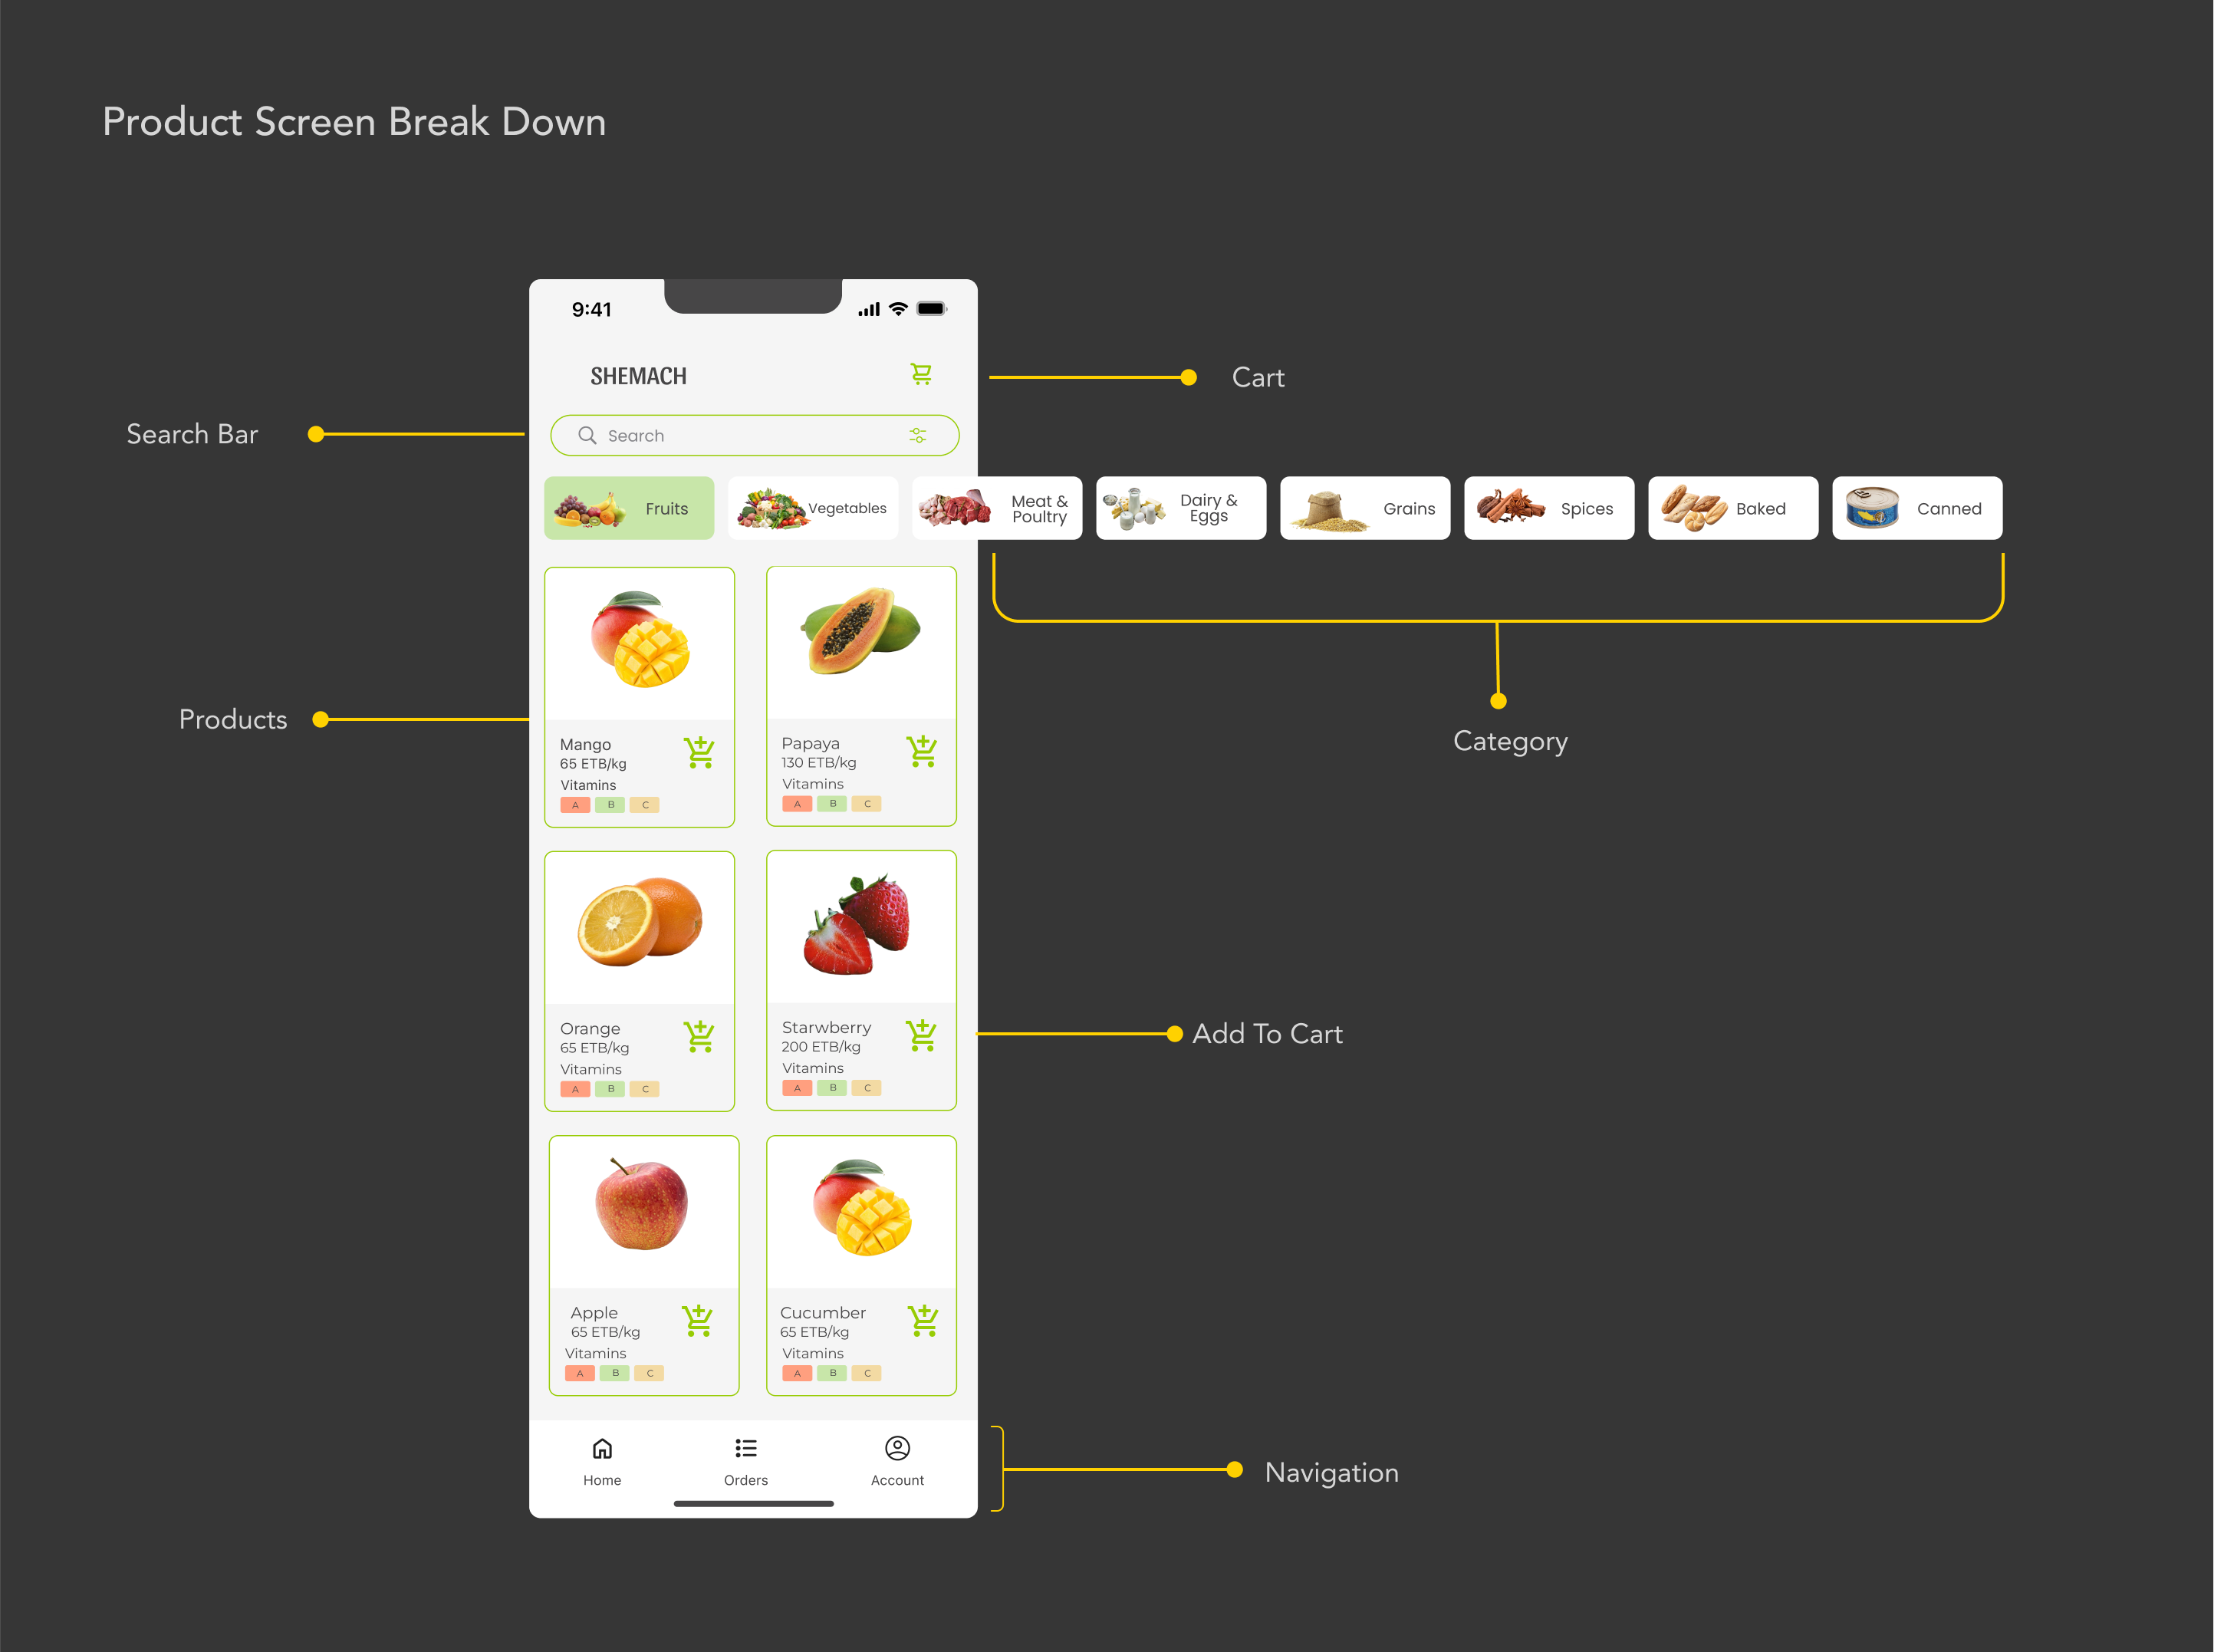 Product Screen Break Down
9:41
SHEMACH
Cart
Search Bar
Search
Fruits
Vegetables
Meat &
Poultry
Dairy &
Eggs
Grains
Spices
Baked
Canned
Category
Products
Mango
65 ETB/kg
Vitamins
A B C
Papaya
130 ETB/kg
Vitamins
A B C
Orange
65 ETB/kg
Vitamins
A B C
Starwberry
200 ETB/kg
Vitamins
A B C
Add To Cart
Apple
65 ETB/kg
Vitamins
A B C
Cucumber
65 ETB/kg
Vitamins
A B C
Home
Orders
Account
Navigation